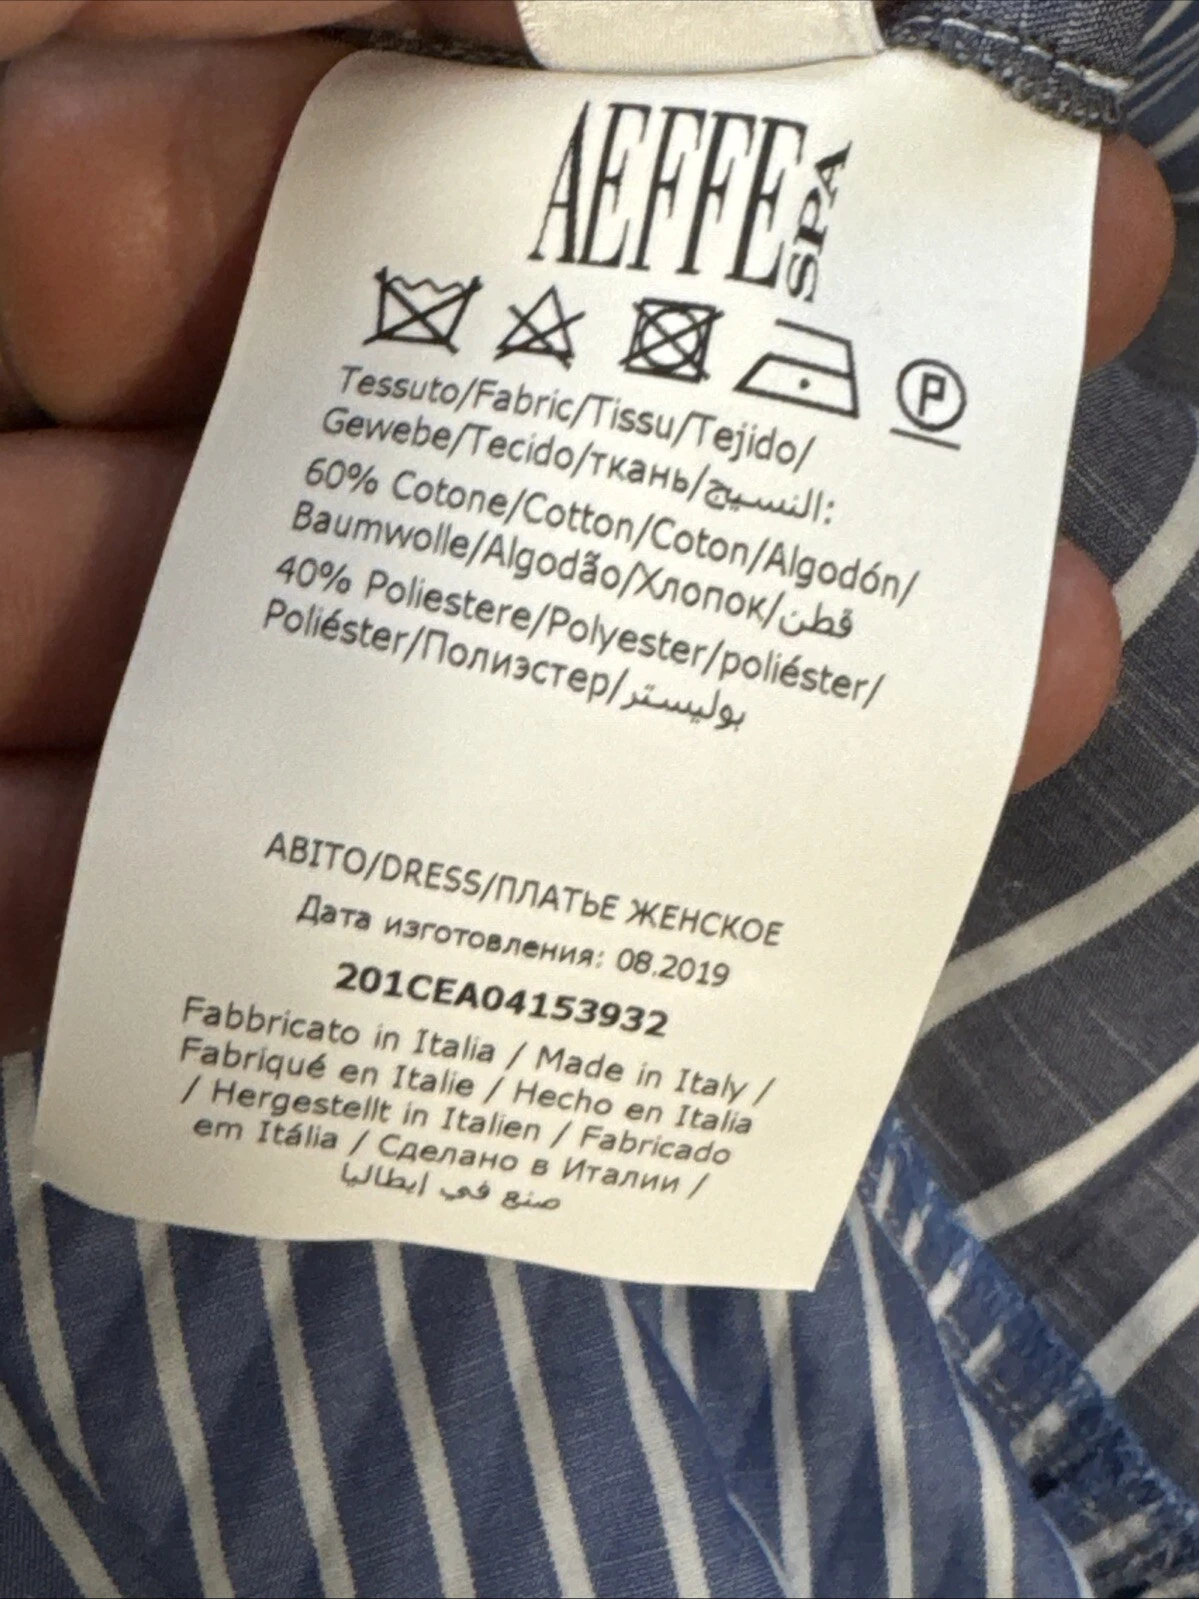 AEFFE SPA
P
Tessuto/Fabric/Tissu/Tejido/
Gewebe/Tecido/ткань/النسيج:
60% Cotone/Cotton/Coton/Algodón/
Baumwolle/Algodão/Хлопок/قطن
40% Poliestere/Polyester/poliéster/
Poliéster/Полиэстер/بوليستر
ABITO/DRESS/ПЛАТЬЕ ЖЕНСКОЕ
Дата изготовления: 08.2019
201CEA04153932
Fabbricato in Italia / Made in Italy /
Fabriqué en Italie / Hecho en Italia
/ Hergestellt in Italien / Fabricado
em Itália / Сделано в Италии /
صنع في ايطاليا